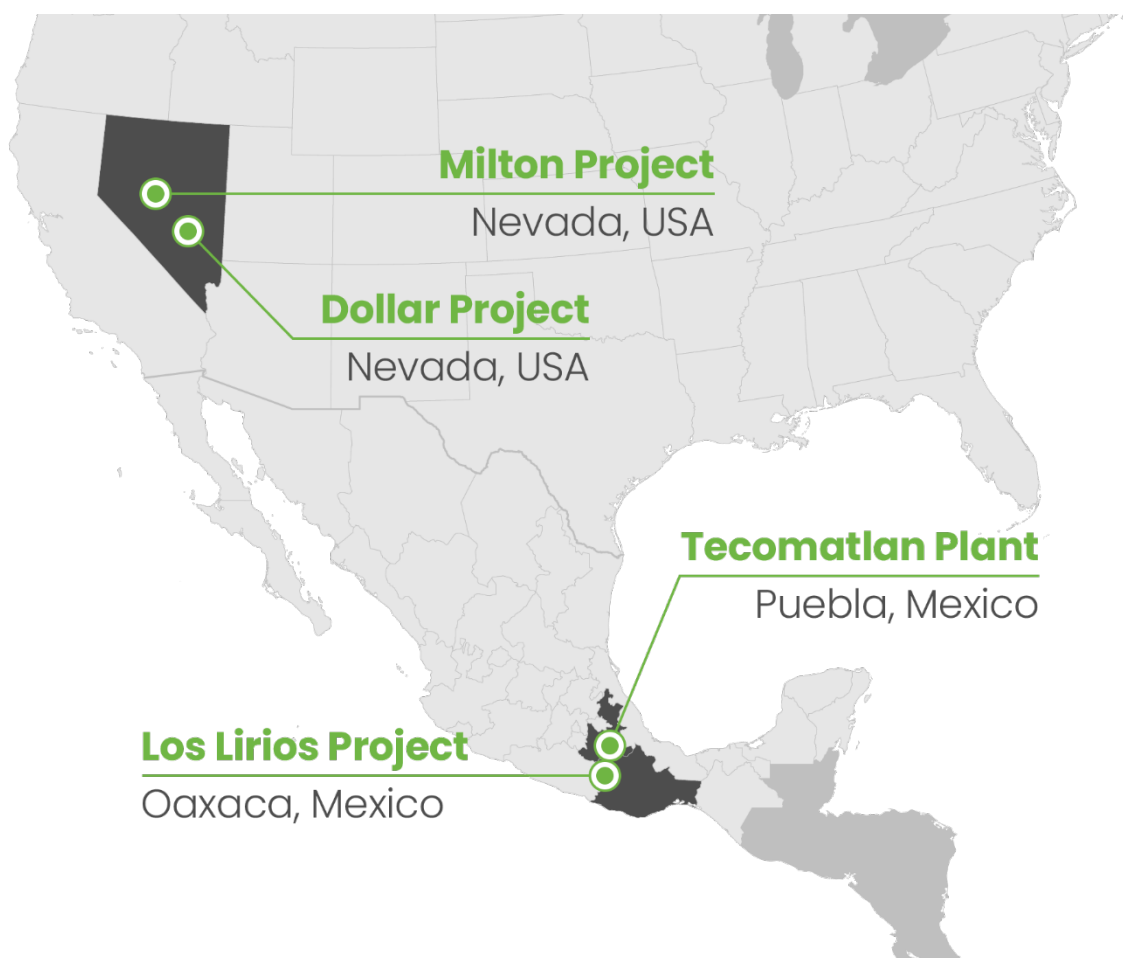 Milton Project
Nevada, USA
Dollar Project
Nevada, USA
Tecomatlan Plant
Puebla, Mexico
Los Lirios Project
Oaxaca, Mexico